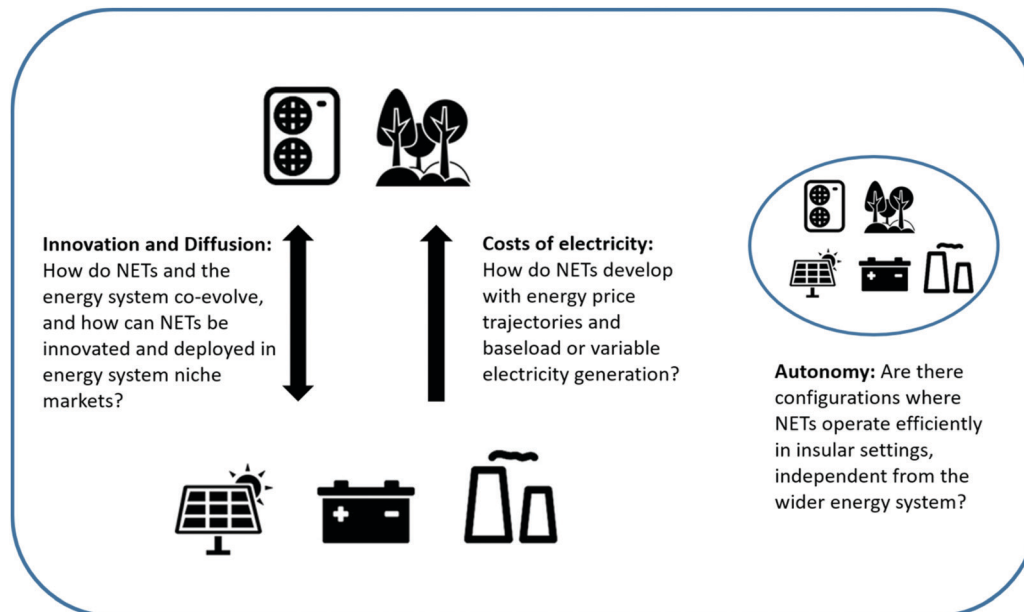 Innovation and Diffusion:
How do NETs and the
energy system co-evolve,
and how can NETs be
innovated and deployed in
energy system niche
markets?
Costs of electricity:
How do NETs develop
with energy price
trajectories and
baseload or variable
electricity generation?
Autonomy: Are there
configurations where
NETs operate efficiently
in insular settings,
independent from the
wider energy system?